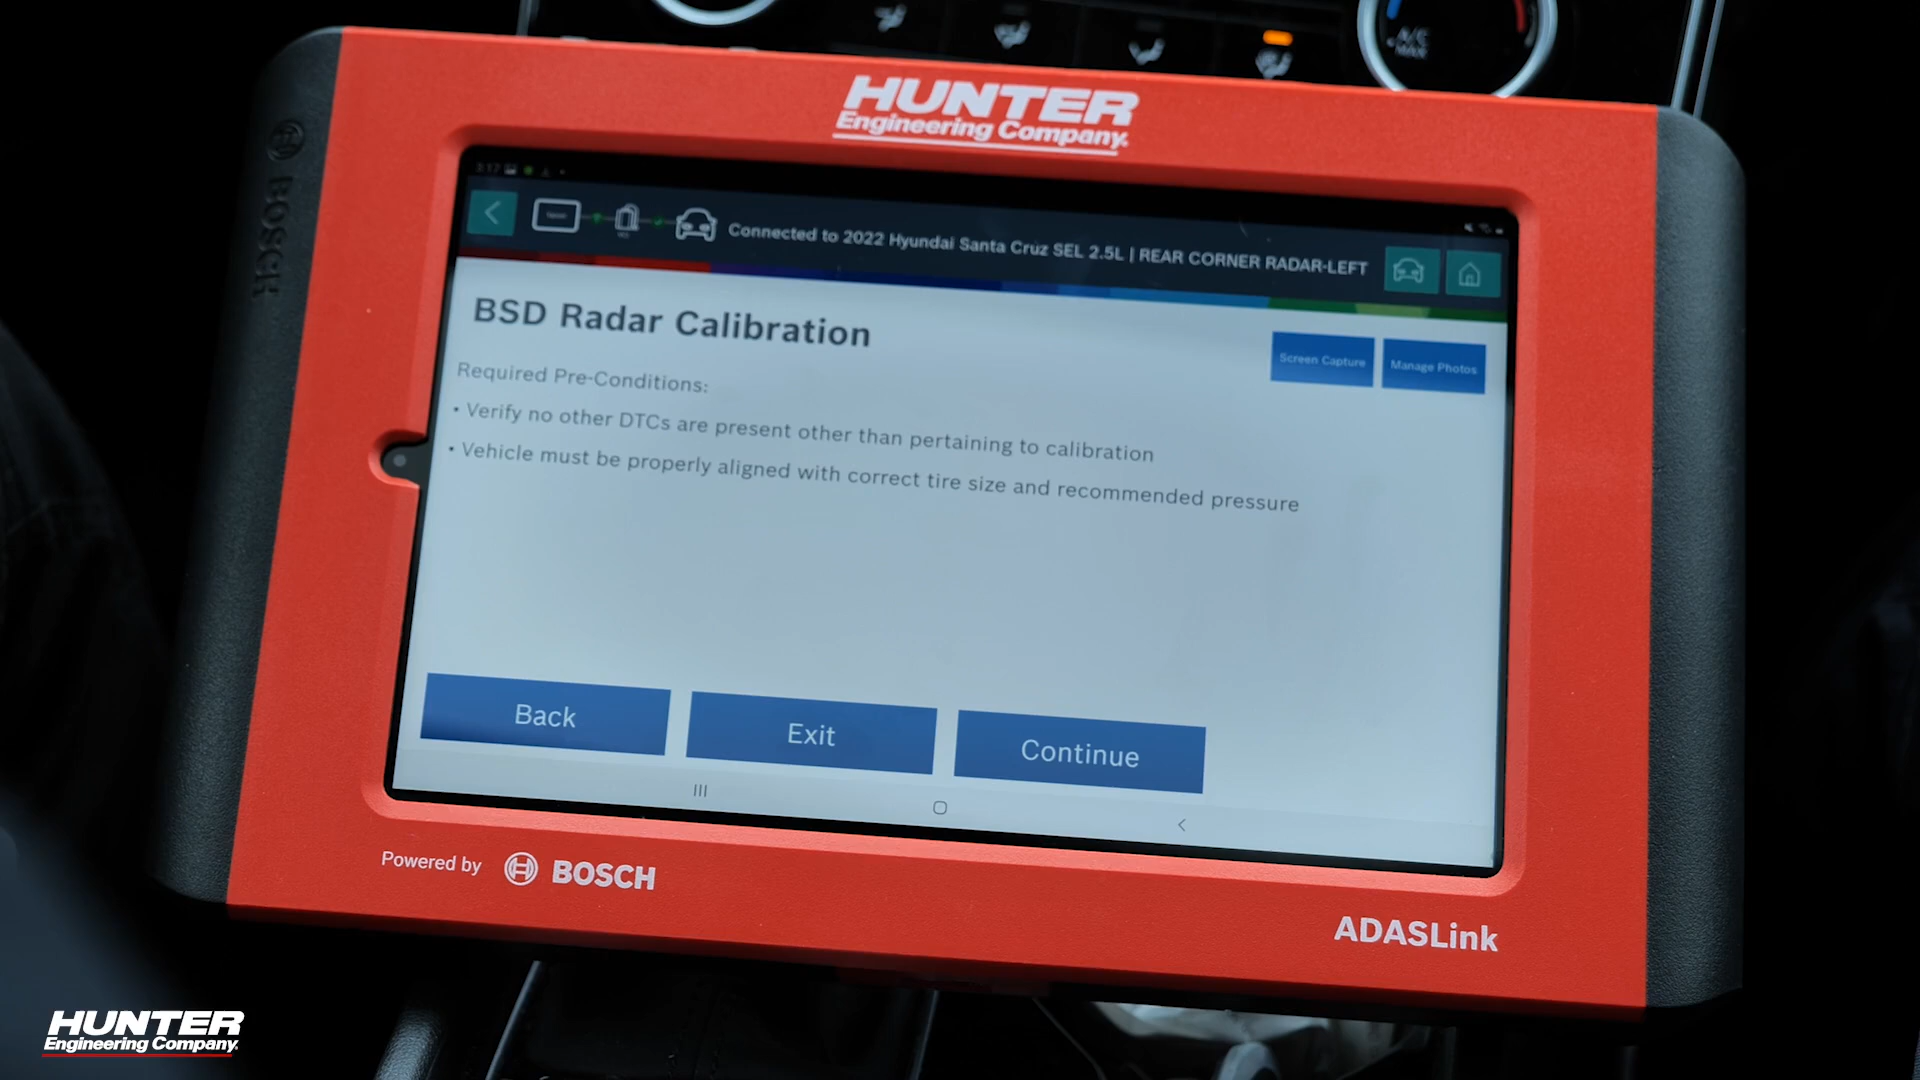 A/C
MAX
HUNTER
Engineering Company.
BOSCH
3:17
Connected to 2022 Hyundai Santa Cruz SEL 2.5L | REAR CORNER RADAR-LEFT
BSD Radar Calibration
Screen Capture
Manage Photos
Required Pre-Conditions:
• Verify no other DTCs are present other than pertaining to calibration
• Vehicle must be properly aligned with correct tire size and recommended pressure
Back
Exit
Continue
Powered by BOSCH
ADASLink
HUNTER
Engineering Company.